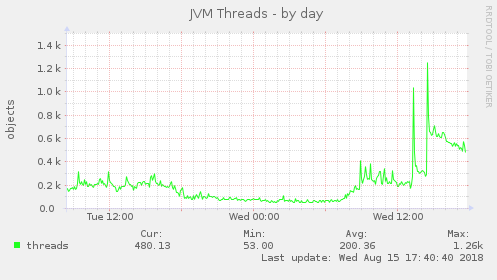 JVM Threads - by day
RRDTOOL / TOBI OETIKER
objects
1.4 k
1.2 k
1.0 k
0.8 k
0.6 k
0.4 k
0.2 k
0.0
Tue 12:00 Wed 00:00 Wed 12:00
Cur: Min: Avg: Max:
threads 480.13 53.00 200.36 1.26k
Last update: Wed Aug 15 17:40:40 2018